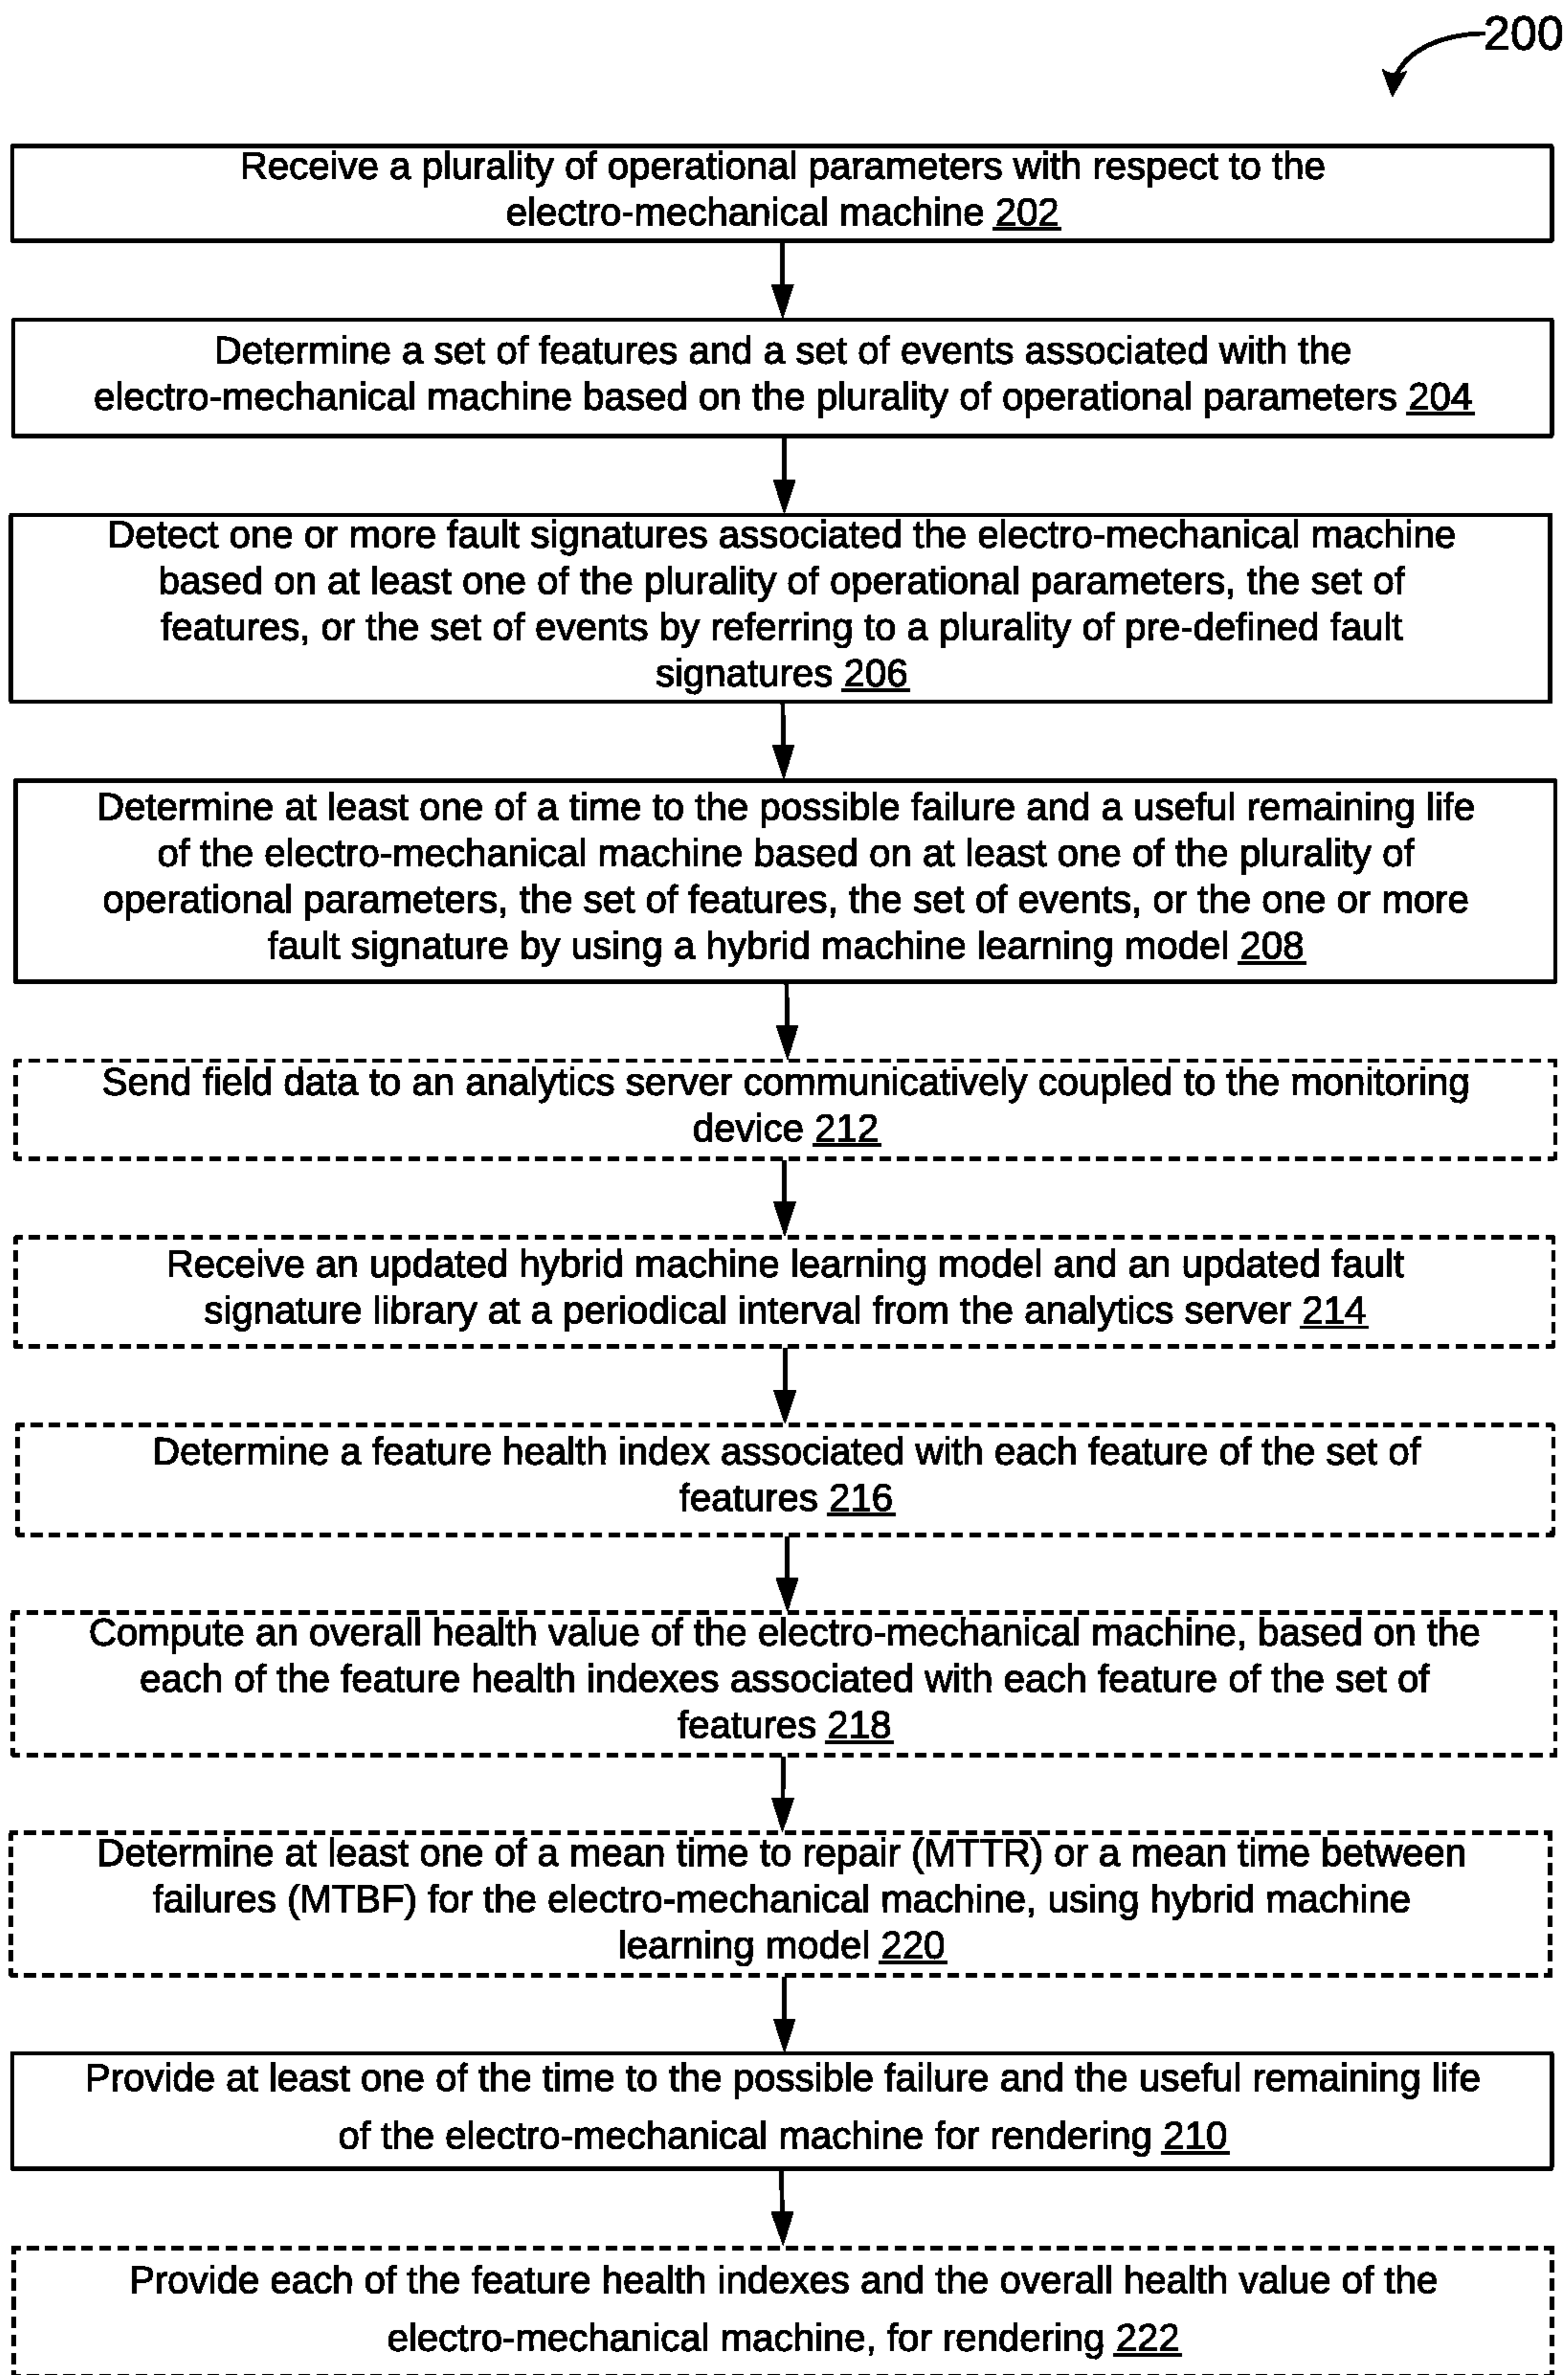 200
Receive a plurality of operational parameters with respect to the
electro-mechanical machine 202
Determine a set of features and a set of events associated with the
electro-mechanical machine based on the plurality of operational parameters 204
Detect one or more fault signatures associated the electro-mechanical machine
based on at least one of the plurality of operational parameters, the set of
features, or the set of events by referring to a plurality of pre-defined fault
signatures 206
Determine at least one of a time to the possible failure and a useful remaining life
of the electro-mechanical machine based on at least one of the plurality of
operational parameters, the set of features, the set of events, or the one or more
fault signature by using a hybrid machine learning model 208
Send field data to an analytics server communicatively coupled to the monitoring
device 212
Receive an updated hybrid machine learning model and an updated fault
signature library at a periodical interval from the analytics server 214
Determine a feature health index associated with each feature of the set of
features 216
Compute an overall health value of the electro-mechanical machine, based on the
each of the feature health indexes associated with each feature of the set of
features 218
Determine at least one of a mean time to repair (MTTR) or a mean time between
failures (MTBF) for the electro-mechanical machine, using hybrid machine
learning model 220
Provide at least one of the time to the possible failure and the useful remaining life
of the electro-mechanical machine for rendering 210
Provide each of the feature health indexes and the overall health value of the
electro-mechanical machine, for rendering 222